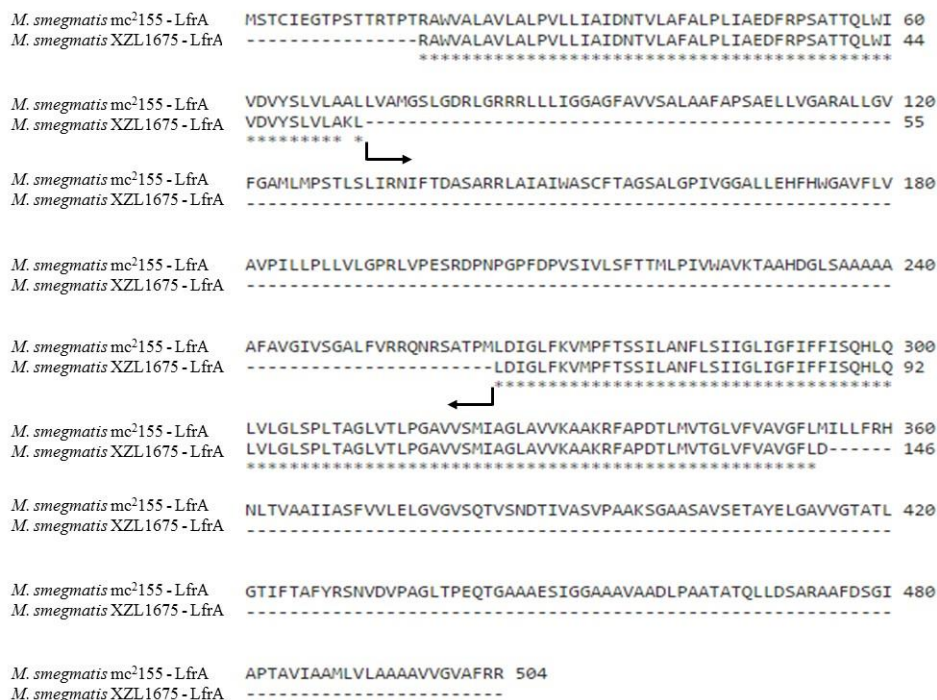 M. smegmatis mc²155 - LfrA MSTCIEGTPSTTRTPTRAWVALAVLALPVLLIAIDNTVLAFALPLIAEDFRPSATTQLWI 60
M. smegmatis XZL1675 - LfrA ----------------RAWVALAVLALPVLLIAIDNTVLAFALPLIAEDFRPSATTQLWI 44
********************************************
M. smegmatis mc²155 - LfrA VDVYSLVLAALLVAMGSLGDRLGRRRLLLIGGAGFAVVSALAAFAPSAELLVGARALLGV 120
M. smegmatis XZL1675 - LfrA VDVYSLVLAKL------------------------------------------------- 55
********* *
M. smegmatis mc²155 - LfrA FGAMLMPSTLSLIRNIFTDASARRLAIAIWASCFTAGSALGPIVGGALLEHFHWGAVFLV 180
M. smegmatis XZL1675 - LfrA ------------------------------------------------------------
M. smegmatis mc²155 - LfrA AVPILLPLLVLGPRLVPESRDPNPGPFDPVSIVLSFTTMLPIVWAVKTAAHDGLSAAAAA 240
M. smegmatis XZL1675 - LfrA ------------------------------------------------------------
M. smegmatis mc²155 - LfrA AFAVGIVSGALFVRRQNRSATPMLDIGLFKVMPFTSSILANFLSIIGLIGFIFFISQHLQ 300
M. smegmatis XZL1675 - LfrA -----------------------LDIGLFKVMPFTSSILANFLSIIGLIGFIFFISQHLQ 92
*************************************
M. smegmatis mc²155 - LfrA LVLGLSPLTAGLVTLPGAVVSMIAGLAVVKAAKRFAPDTLMVTGLVFVAVGFLMILLFRH 360
M. smegmatis XZL1675 - LfrA LVLGLSPLTAGLVTLPGAVVSMIAGLAVVKAAKRFAPDTLMVTGLVFVAVGFLD------ 146
*****************************************************
M. smegmatis mc²155 - LfrA NLTVAAIIASFVVLELGVGVSQTVSNDTIVASVPAAKSGAASAVSETAYELGAVVGTATL 420
M. smegmatis XZL1675 - LfrA ------------------------------------------------------------
M. smegmatis mc²155 - LfrA GTIFTAFYRSNVDVPAGLTPEQTGAAAESIGGAAAVAADLPAATATQLLDSARAAFDSGI 480
M. smegmatis XZL1675 - LfrA ------------------------------------------------------------
M. smegmatis mc²155 - LfrA APTAVIAAMLVLAAAAVVGVAFRR 504
M. smegmatis XZL1675 - LfrA ------------------------